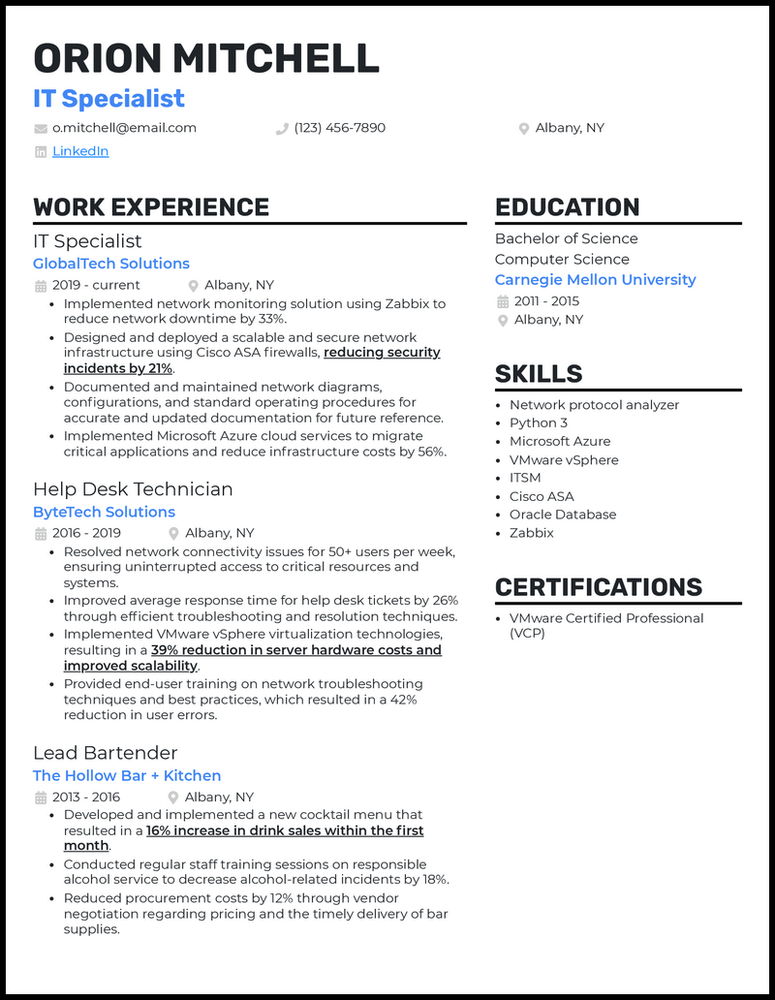 ORION MITCHELL
IT Specialist
o.mitchell@email.com
(123) 456-7890
Albany, NY
LinkedIn
WORK EXPERIENCE
IT Specialist
GlobalTech Solutions
2019 - current
Albany, NY
• Implemented network monitoring solution using Zabbix to
reduce network downtime by 33%.
• Designed and deployed a scalable and secure network
infrastructure using Cisco ASA firewalls, reducing security
incidents by 21%.
• Documented and maintained network diagrams,
configurations, and standard operating procedures for
accurate and updated documentation for future reference.
• Implemented Microsoft Azure cloud services to migrate
critical applications and reduce infrastructure costs by 56%.
Help Desk Technician
ByteTech Solutions
2016 - 2019
Albany, NY
• Resolved network connectivity issues for 50+ users per week,
ensuring uninterrupted access to critical resources and
systems.
• Improved average response time for help desk tickets by 26%
through efficient troubleshooting and resolution techniques.
• Implemented VMware vSphere virtualization technologies,
resulting in a 39% reduction in server hardware costs and
improved scalability.
• Provided end-user training on network troubleshooting
techniques and best practices, which resulted in a 42%
reduction in user errors.
Lead Bartender
The Hollow Bar + Kitchen
2013 - 2016
Albany, NY
• Developed and implemented a new cocktail menu that
resulted in a 16% increase in drink sales within the first
month.
• Conducted regular staff training sessions on responsible
alcohol service to decrease alcohol-related incidents by 18%.
• Reduced procurement costs by 12% through vendor
negotiation regarding pricing and the timely delivery of bar
supplies.
EDUCATION
Bachelor of Science
Computer Science
Carnegie Mellon University
2011 - 2015
Albany, NY
SKILLS
• Network protocol analyzer
• Python 3
• Microsoft Azure
• VMware vSphere
• ITSM
• Cisco ASA
• Oracle Database
• Zabbix
CERTIFICATIONS
• VMware Certified Professional
(VCP)